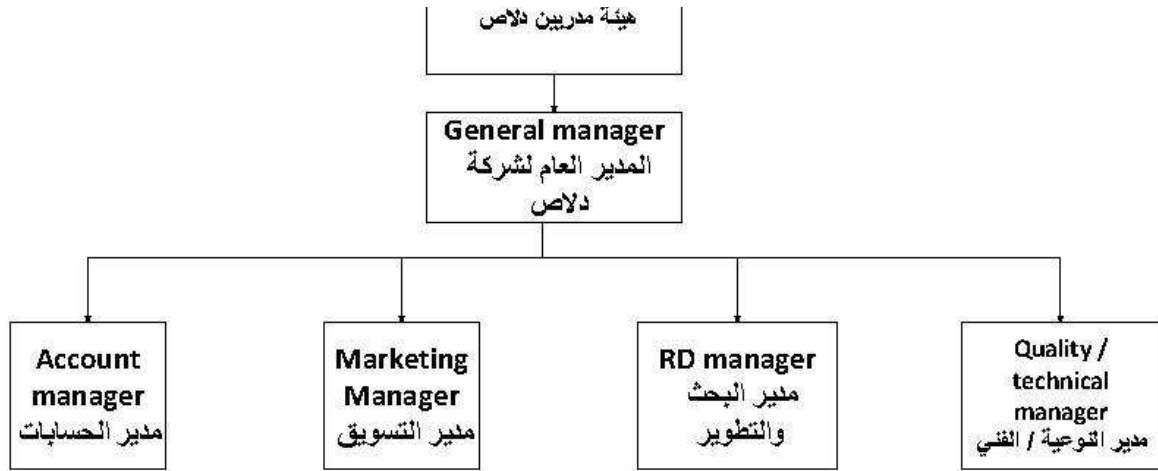 هيئة مدريين دلاص
General manager
المدير العام لشركة
دلاص
Account
manager
مدير الحسابات
Marketing
Manager
مدير التسويق
RD manager
مدير البحث
والتطوير
Quality /
technical
manager
مدير النوعية / الفني